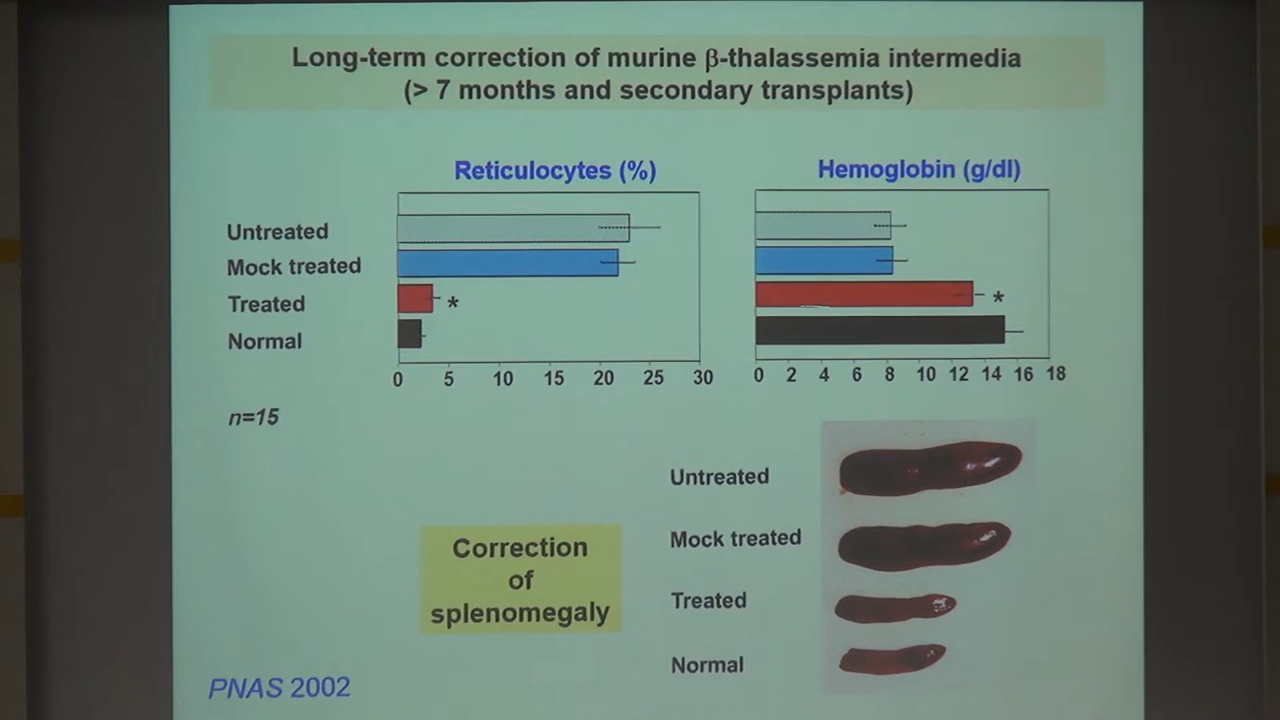 Long-term correction of murine β-thalassemia intermedia
(> 7 months and secondary transplants)
Reticulocytes (%)
Hemoglobin (g/dl)
Untreated
Mock treated
Treated
*
*
Normal
0 5 10 15 20 25 30
0 2 4 6 8 10 12 14 16 18
n=15
Untreated
Mock treated
Treated
Normal
Correction
of
splenomegaly
PNAS 2002